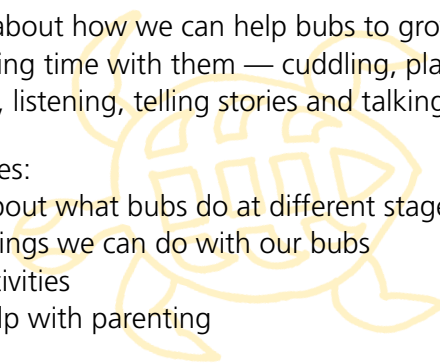 about how we can help bubs to gro
ing time with them — cuddling, pla
, listening, telling stories and talking
es:
bout what bubs do at different stage
ings we can do with our bubs
tivities
lp with parenting